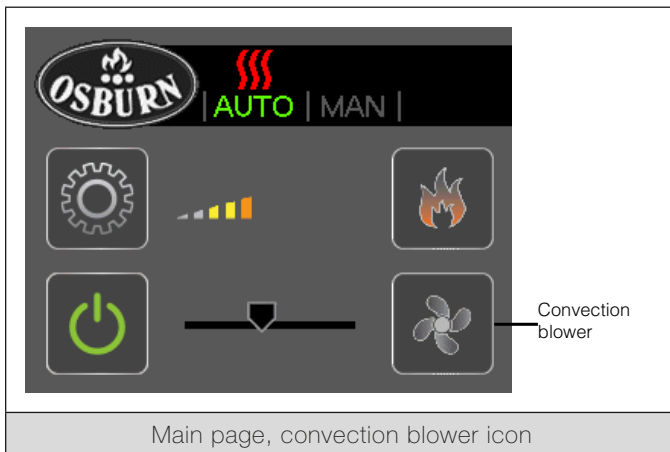 OSBURN
| AUTO | MAN |
Convection
blower
Main page, convection blower icon